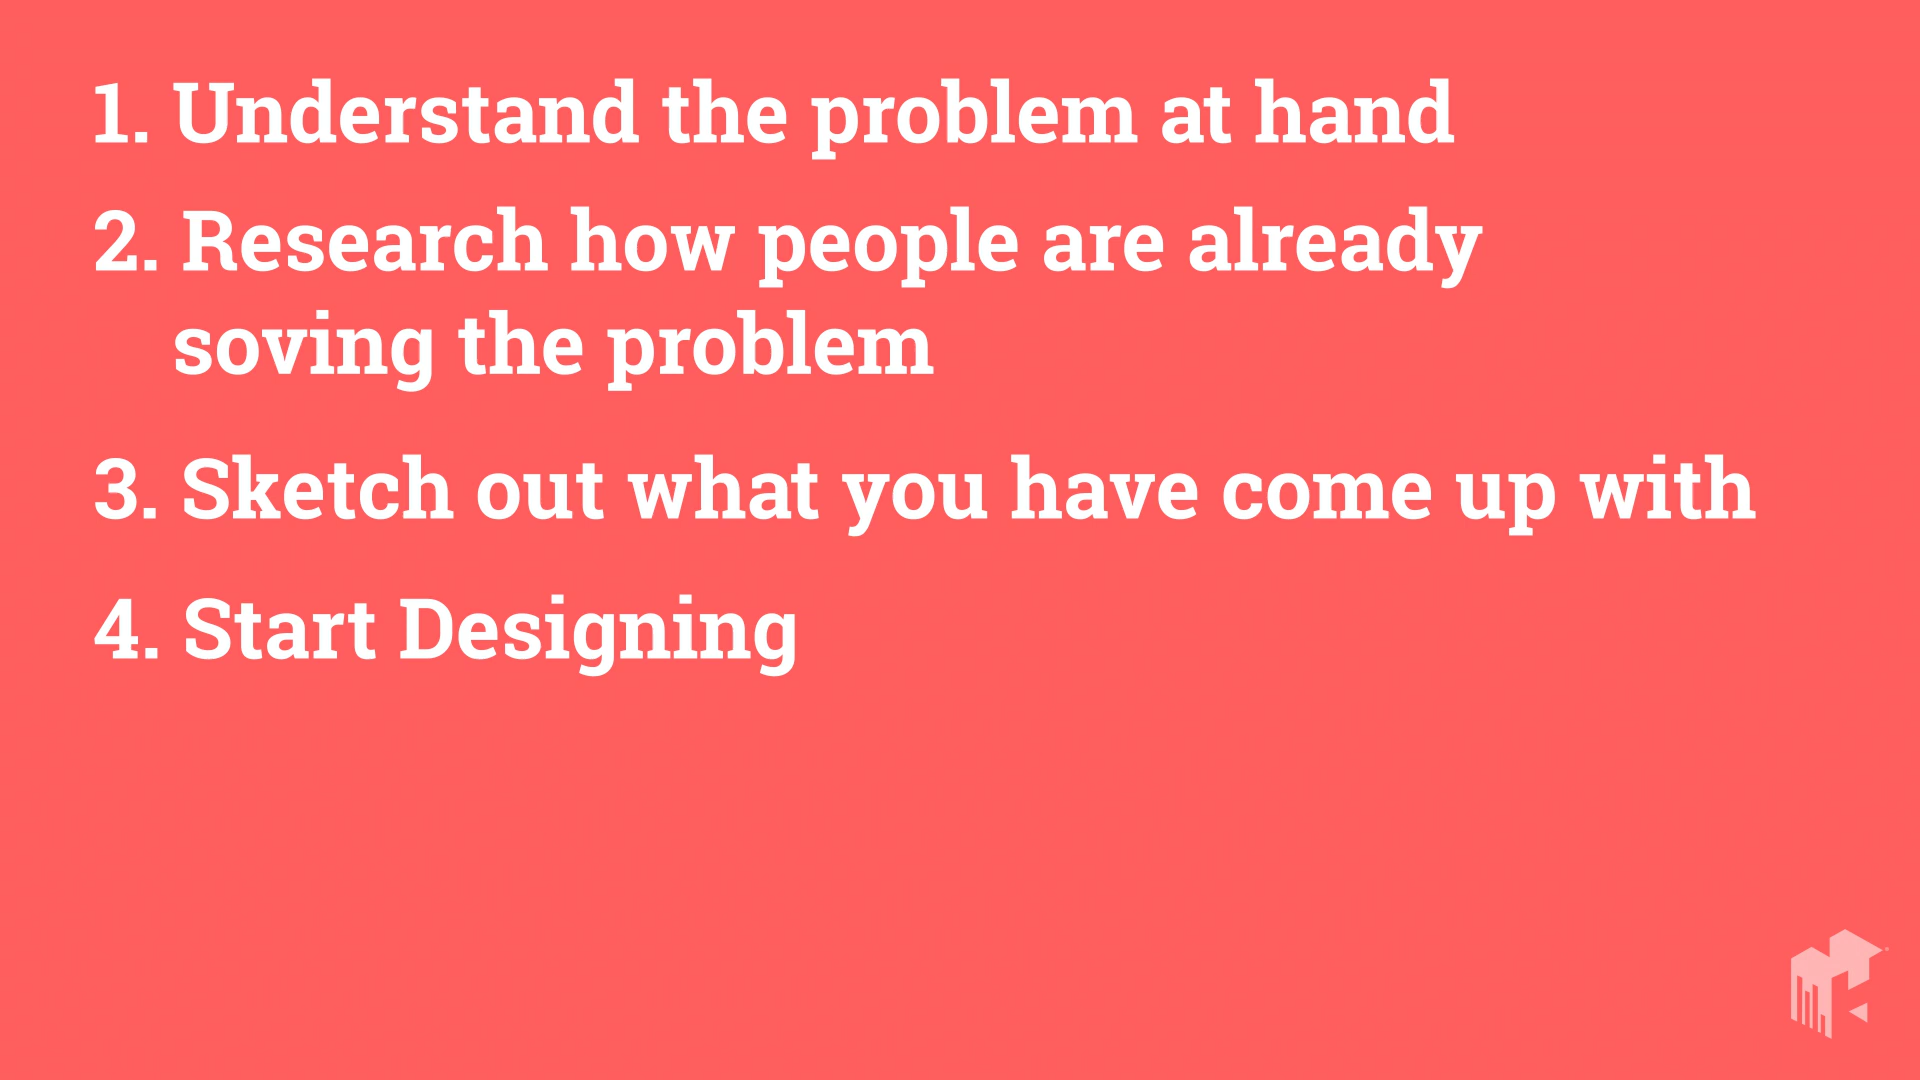 1. Understand the problem at hand
2. Research how people are already
soving the problem
3. Sketch out what you have come up with
4. Start Designing